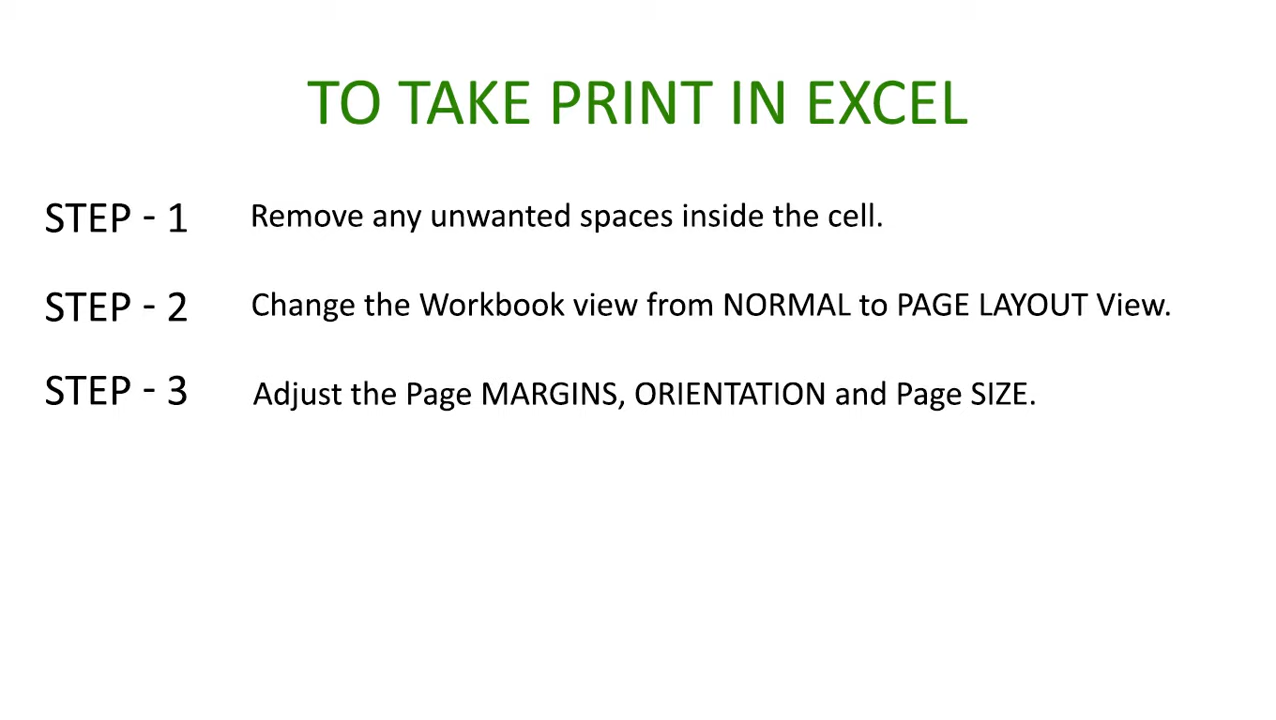 TO TAKE PRINT IN EXCEL
STEP - 1 Remove any unwanted spaces inside the cell.
STEP - 2 Change the Workbook view from NORMAL to PAGE LAYOUT View.
STEP - 3 Adjust the Page MARGINS, ORIENTATION and Page SIZE.